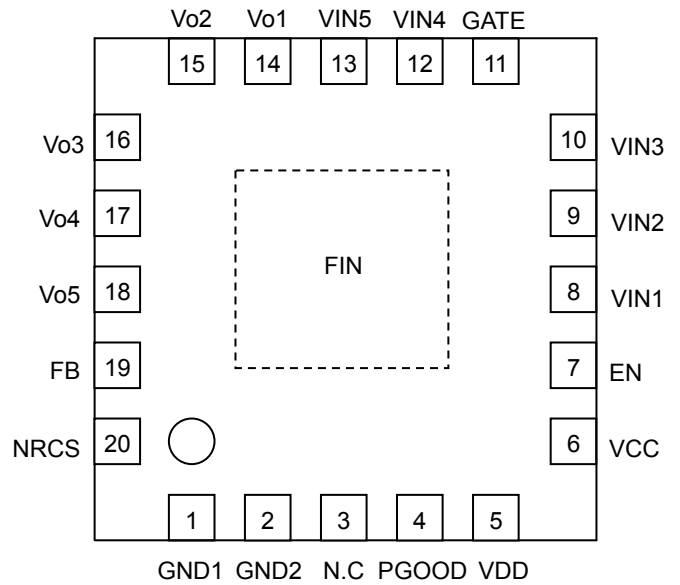 Vo2 Vo1 VIN5 VIN4 GATE
15 14 13 12 11
Vo3 16 10 VIN3
Vo4 17 9 VIN2
FIN
Vo5 18 8 VIN1
FB 19 7 EN
NRCS 20 6 VCC
1 2 3 4 5
GND1 GND2 N.C PGOOD VDD